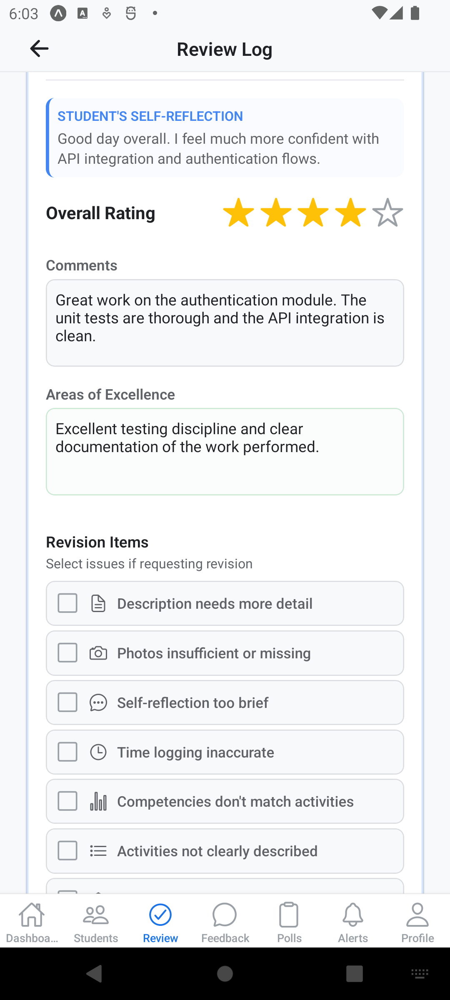 6:03
Review Log
STUDENT'S SELF-REFLECTION
Good day overall. I feel much more confident with
API integration and authentication flows.
Overall Rating
Comments
Great work on the authentication module. The
unit tests are thorough and the API integration is
clean.
Areas of Excellence
Excellent testing discipline and clear
documentation of the work performed.
Revision Items
Select issues if requesting revision
Description needs more detail
Photos insufficient or missing
Self-reflection too brief
Time logging inaccurate
Competencies don't match activities
Activities not clearly described
Dashboa...
Students
Review
Feedback
Polls
Alerts
Profile